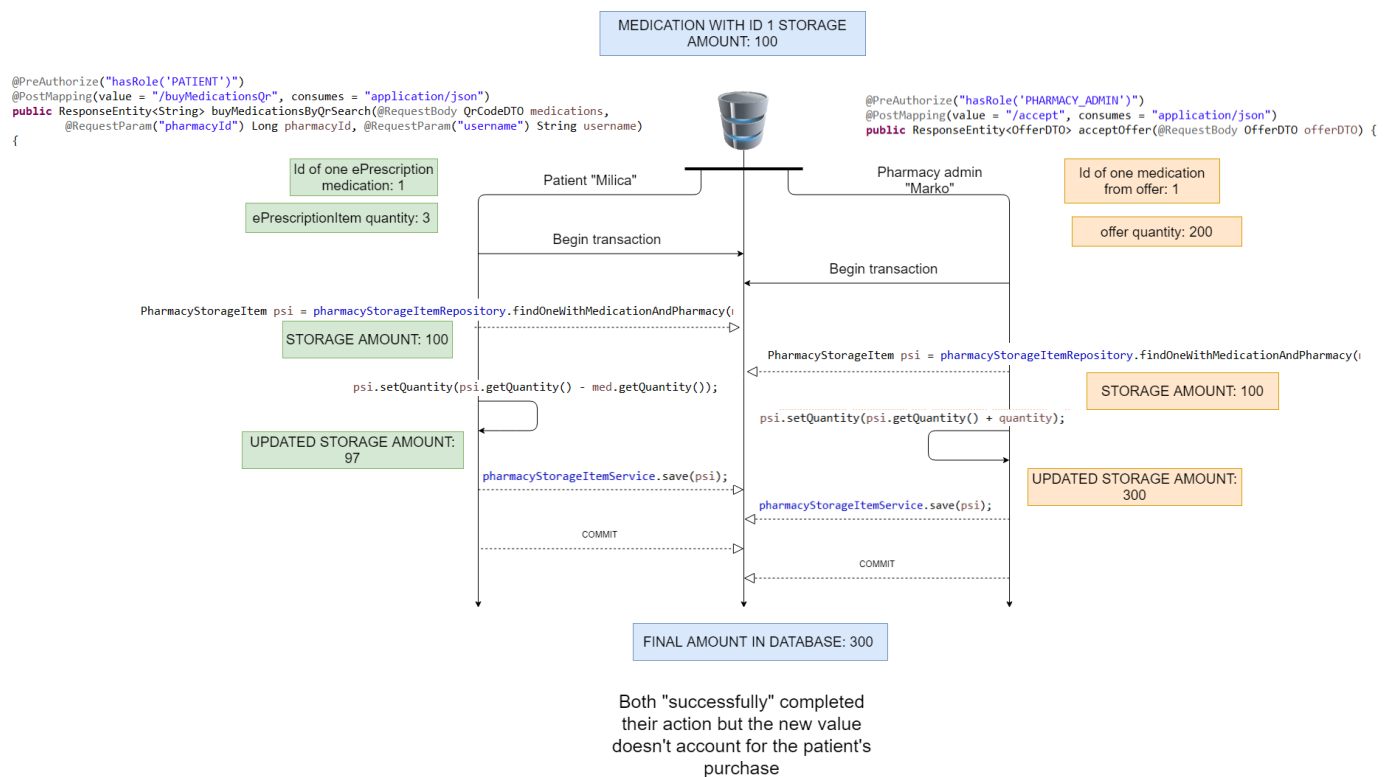 MEDICATION WITH ID 1 STORAGE
AMOUNT: 100
@PreAuthorize("hasRole('PATIENT')")
@PostMapping(value = "/buyMedicationsQr", consumes = "application/json")
public ResponseEntity<String> buyMedicationsByQrSearch(@RequestBody QrCodeDTO medications,
@RequestParam("pharmacyId") Long pharmacyId, @RequestParam("username") String username)
{
@PreAuthorize("hasRole('PHARMACY_ADMIN')")
@PostMapping(value = "/accept", consumes = "application/json")
public ResponseEntity<OfferDTO> acceptOffer(@RequestBody OfferDTO offerDTO) {
Id of one ePrescription
medication: 1
Patient "Milica"
Pharmacy admin
"Marko"
Id of one medication
from offer: 1
ePrescriptionItem quantity: 3
offer quantity: 200
Begin transaction
Begin transaction
PharmacyStorageItem psi = pharmacyStorageItemRepository.findOneWithMedicationAndPharmacy(
STORAGE AMOUNT: 100
PharmacyStorageItem psi = pharmacyStorageItemRepository.findOneWithMedicationAndPharmacy(
STORAGE AMOUNT: 100
psi.setQuantity(psi.getQuantity() - med.getQuantity());
psi.setQuantity(psi.getQuantity() + quantity);
UPDATED STORAGE AMOUNT:
97
pharmacyStorageItemService.save(psi);
UPDATED STORAGE AMOUNT:
300
pharmacyStorageItemService.save(psi);
COMMIT
COMMIT
FINAL AMOUNT IN DATABASE: 300
Both "successfully" completed
their action but the new value
doesn't account for the patient's
purchase